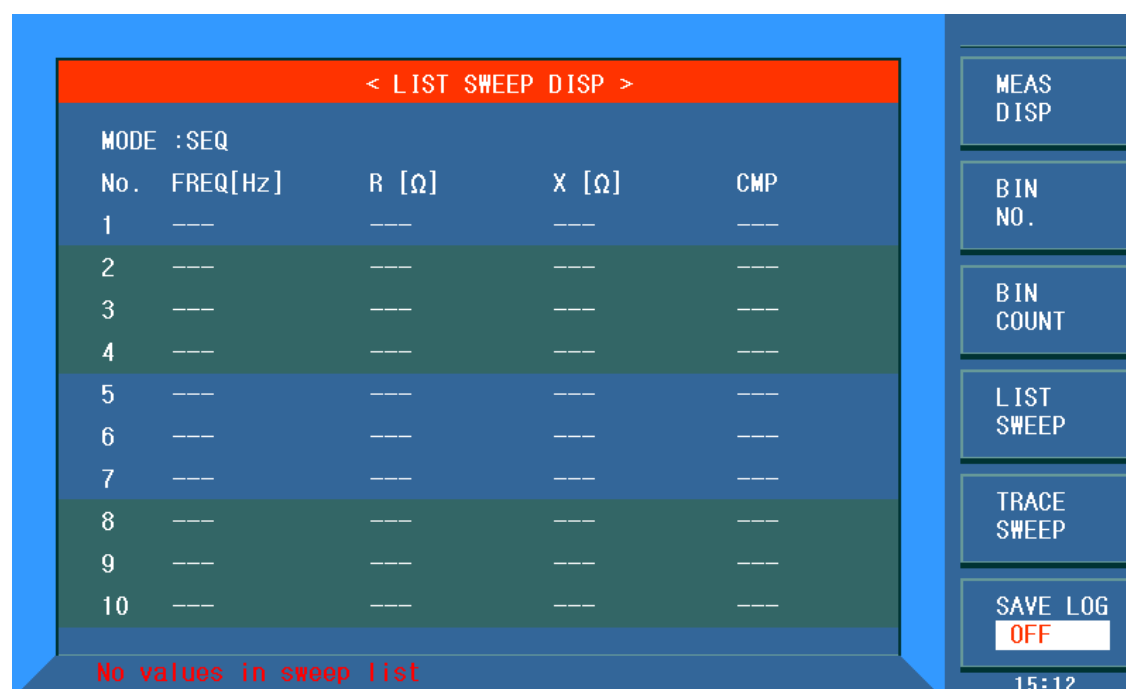 < LIST SWEEP DISP >
MODE :SEQ
No. FREQ[Hz] R [Ω] X [Ω] CMP
1 --- --- --- ---
2 --- --- --- ---
3 --- --- --- ---
4 --- --- --- ---
5 --- --- --- ---
6 --- --- --- ---
7 --- --- --- ---
8 --- --- --- ---
9 --- --- --- ---
10 --- --- --- ---
No values in sweep list
MEAS
DISP
BIN
NO.
BIN
COUNT
LIST
SWEEP
TRACE
SWEEP
SAVE LOG
OFF
15:12